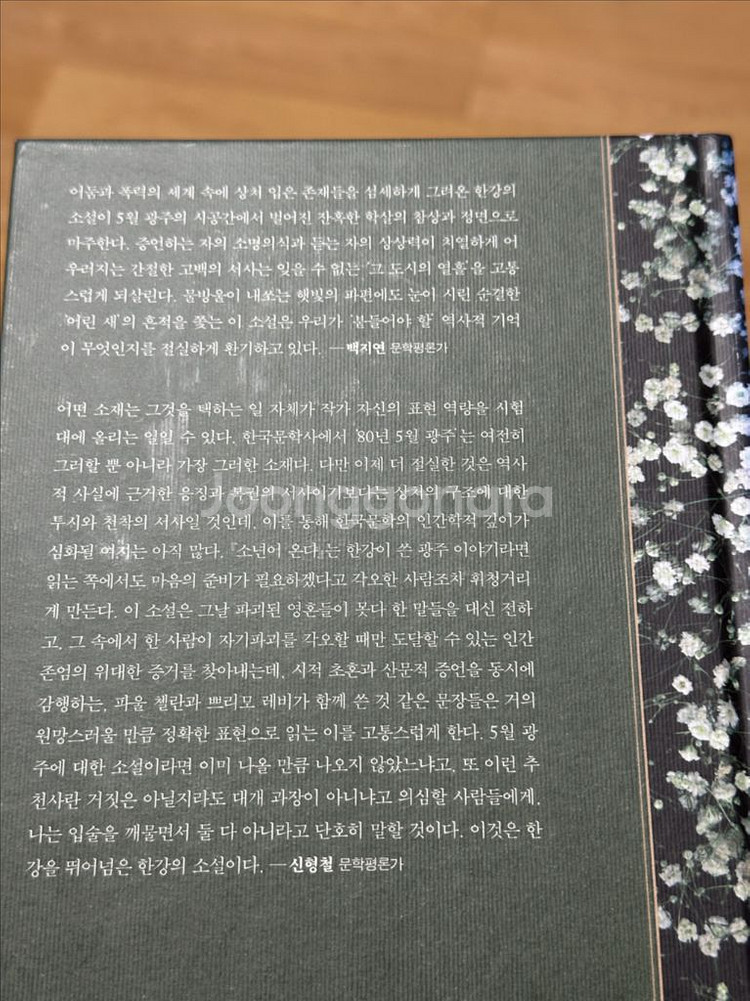 어둠과 폭력의 세계 속에 상처 입은 존재들을 섬세하게 그려온 한강의
소설이 5월 광주의 시공간에서 벌어진 잔혹한 학살의 참상과 정면으로
마주한다. 증언하는 자의 소명의식과 듣는 자의 상상력이 치열하게 어
우러지는 간절한 고백의 서사는 잊을 수 없는 '그 도시의 열흘'을 고통
스럽게 되살린다. 물방울이 내쏘는 햇빛의 파편에도 눈이 시린 순결한
'어린 새'의 흔적을 쫓는 이 소설은 우리가 '붙들어야 할' 역사적 기억
이 무엇인지를 절실하게 환기하고 있다. —백지연 문학평론가
어떤 소재는 그것을 택하는 일 자체가 작가 자신의 표현 역량을 시험
대에 올리는 일일 수 있다. 한국문학사에서 '80년 5월 광주'는 여전히
그러할 뿐 아니라 가장 그러한 소재다. 다만 이제 더 절실한 것은 역사
적 사실에 근거한 응징과 복권의 서사이기보다는 상처의 구조에 대한
투시와 천착의 서사일 것인데, 이를 통해 한국문학의 인간학적 깊이가
심화될 여지는 아직 많다. 『소년이 온다』는 한강이 쓴 광주 이야기라면
읽는 쪽에서도 마음의 준비가 필요하겠다고 각오한 사람조차 휘청거리
게 만든다. 이 소설은 그날 파괴된 영혼들이 못다 한 말들을 대신 전하
고, 그 속에서 한 사람이 자기파괴를 각오할 때만 도달할 수 있는 인간
존엄의 위대한 증거를 찾아내는데, 시적 초혼과 산문적 증언을 동시에
감행하는, 파울 첼란과 쁘리모 레비가 함께 쓴 것 같은 문장들은 거의
원망스러울 만큼 정확한 표현으로 읽는 이를 고통스럽게 한다. 5월 광
주에 대한 소설이라면 이미 나올 만큼 나오지 않았느냐고, 또 이런 추
천사란 거짓은 아닐지라도 대개 과장이 아니냐고 의심할 사람들에게,
나는 입술을 깨물면서 둘 다 아니라고 단호히 말할 것이다. 이것은 한
강을 뛰어넘은 한강의 소설이다. —신형철 문학평론가
Joonggonara